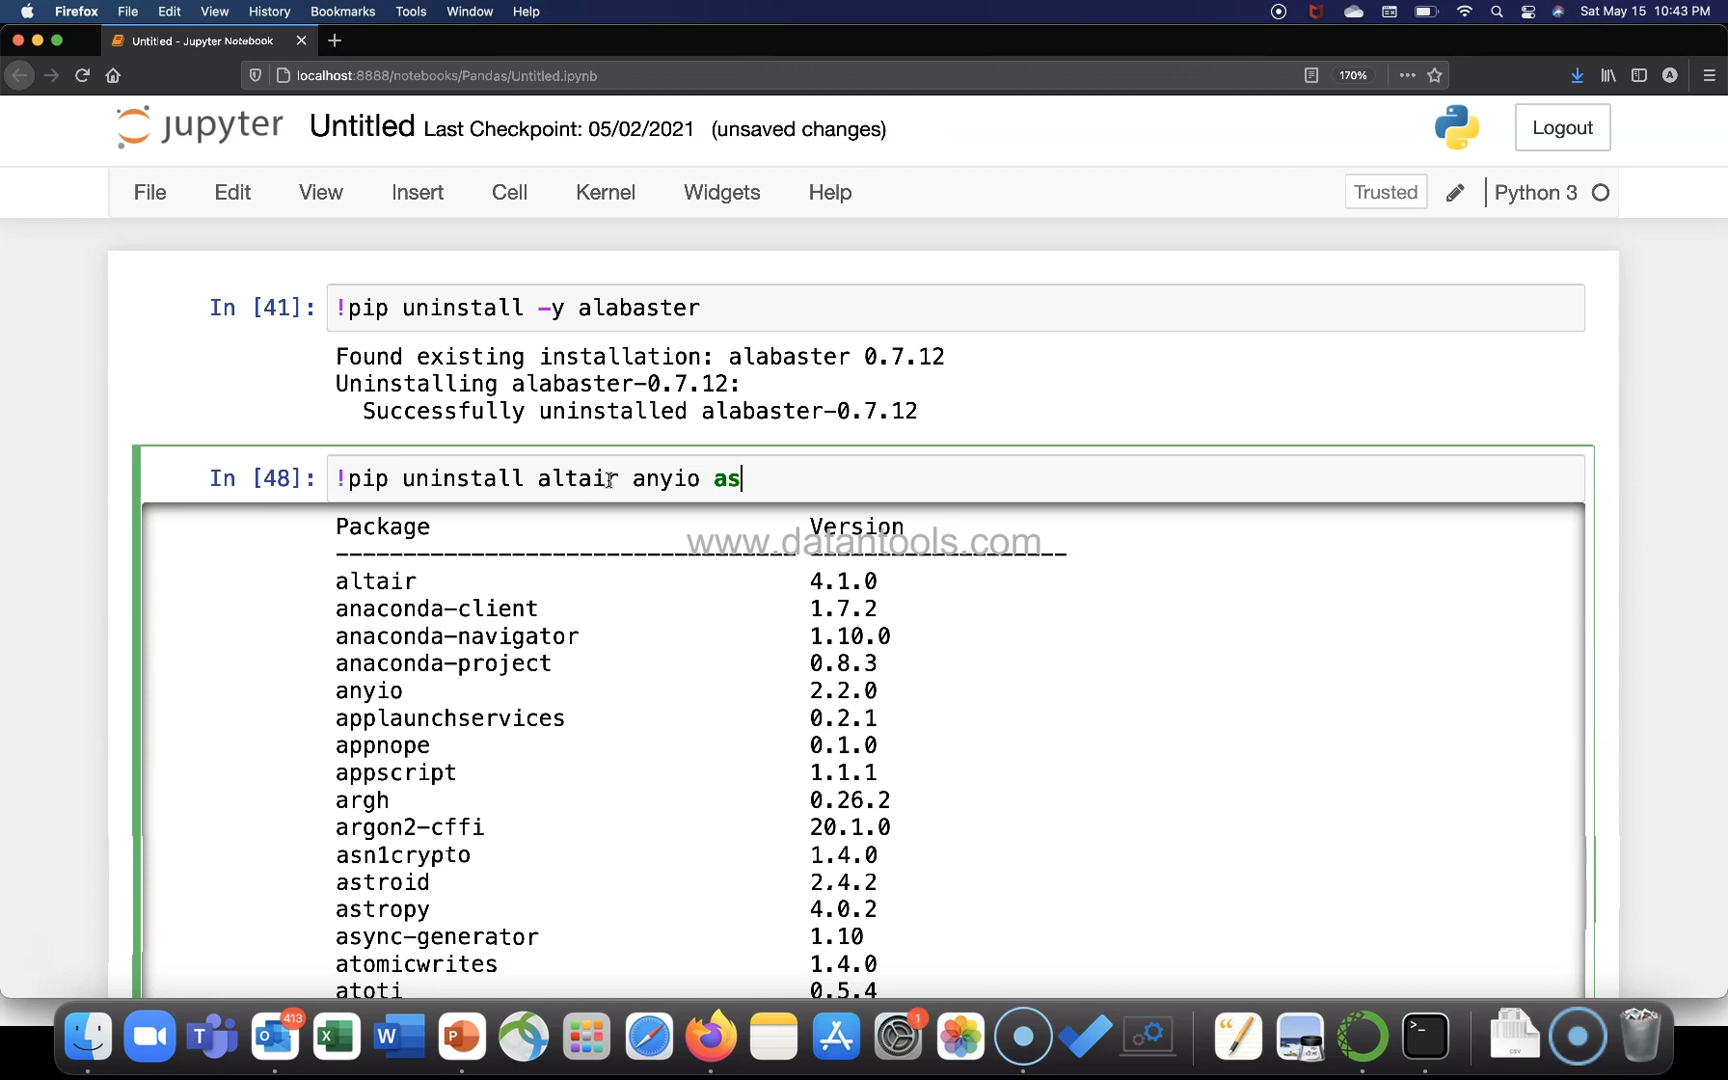 Firefox File Edit View History Bookmarks Tools Window Help Sat May 15 10:43 PM
Untitled - Jupyter Notebook
localhost:8888/notebooks/Pandas/Untitled.ipynb 170%
jupyter Untitled Last Checkpoint: 05/02/2021 (unsaved changes) Logout
File Edit View Insert Cell Kernel Widgets Help Trusted Python 3
In [41]: !pip uninstall -y alabaster
Found existing installation: alabaster 0.7.12
Uninstalling alabaster-0.7.12:
Successfully uninstalled alabaster-0.7.12
In [48]: !pip uninstall altair anyio as
Package Version
www.datantools.com
---------------------------------- -------------------
altair 4.1.0
anaconda-client 1.7.2
anaconda-navigator 1.10.0
anaconda-project 0.8.3
anyio 2.2.0
applaunchservices 0.2.1
appnope 0.1.0
appscript 1.1.1
argh 0.26.2
argon2-cffi 20.1.0
asn1crypto 1.4.0
astroid 2.4.2
astropy 4.0.2
async-generator 1.10
atomicwrites 1.4.0
atoti 0.5.4
413
1
CSV